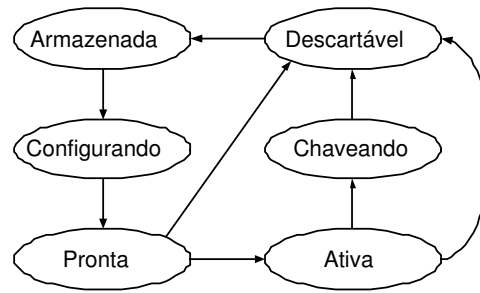 Armazenada
Descartável
Configurando
Chaveando
Pronta
Ativa